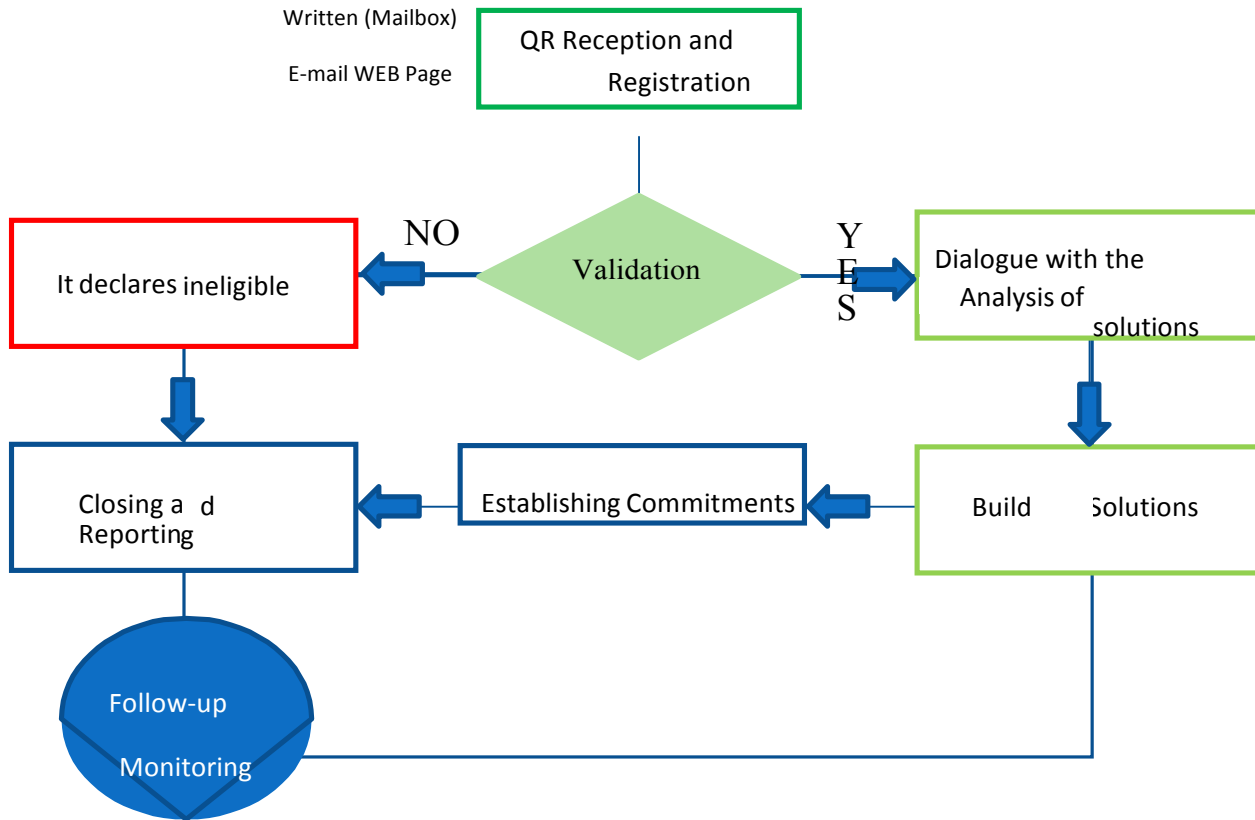 Written (Mailbox)
E-mail WEB Page
QR Reception and
Registration
NO
Validation
YES
It declares ineligible
Dialogue with the
Analysis of
solutions
Closing a d
Reporting
Establishing Commitments
Build Solutions
Follow-up
Monitoring